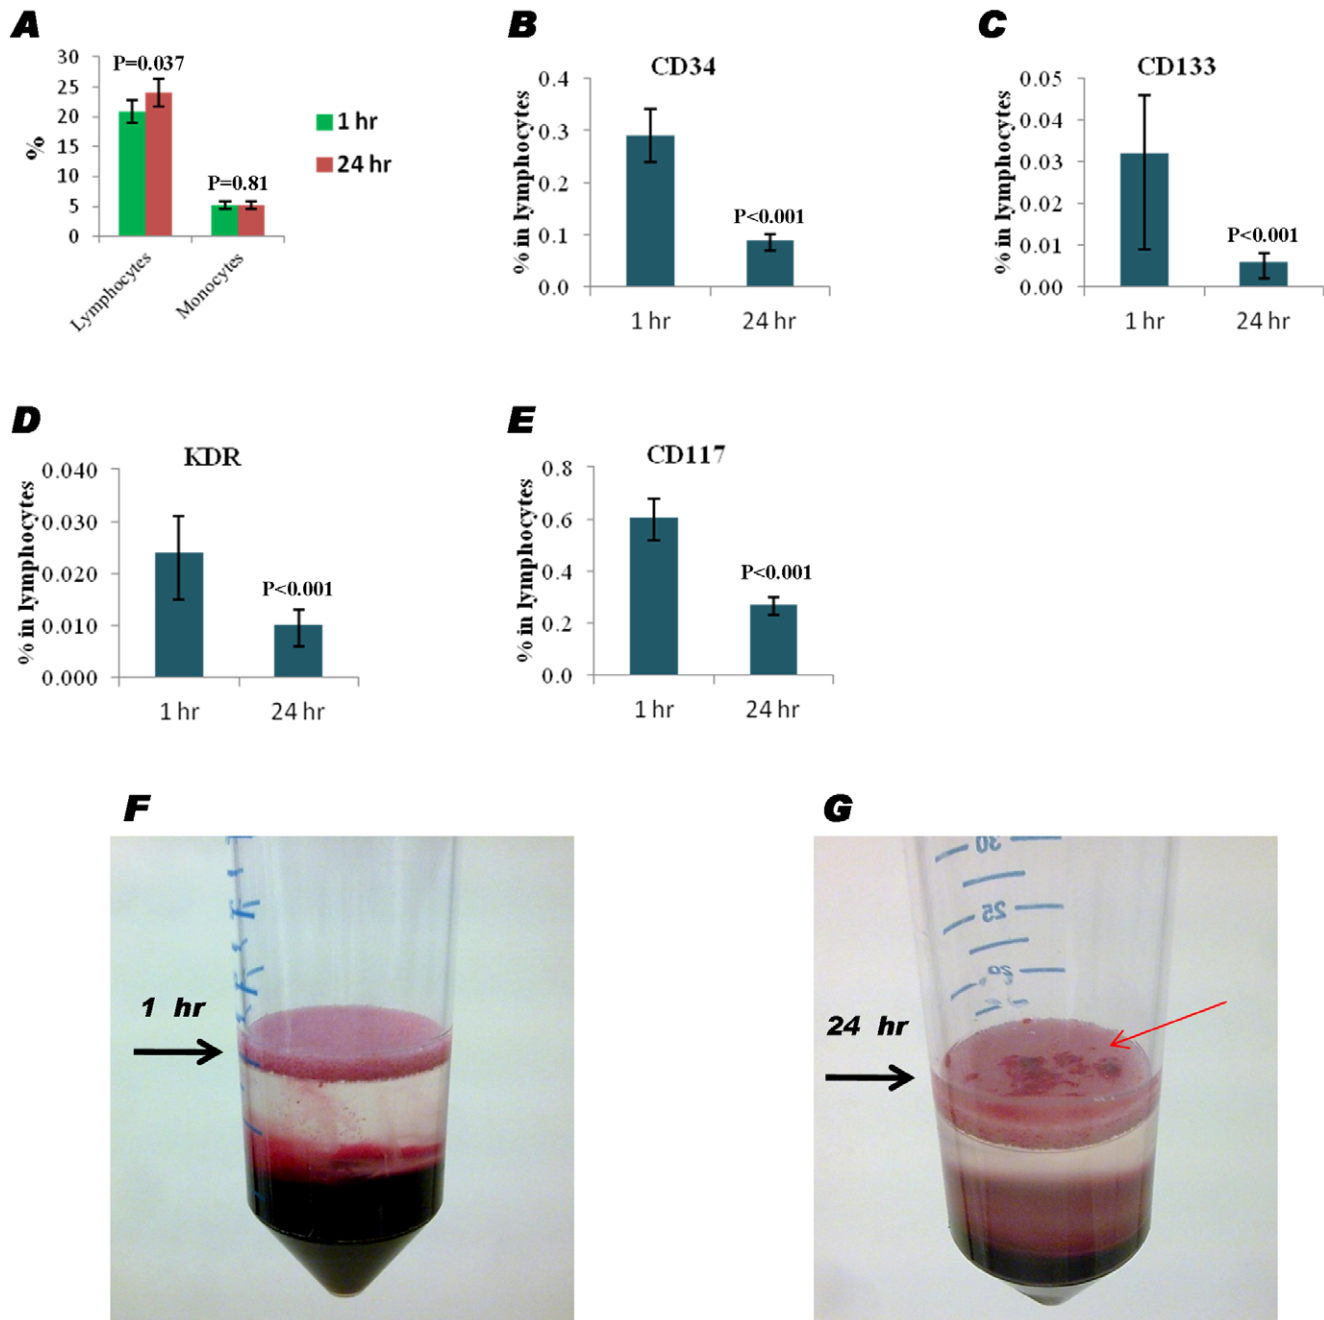 A
30
25
20
15
10
5
0
%
P=0.037
P=0.81
Lymphocytes
Monocytes
1 hr
24 hr
B
CD34
0.4
0.3
0.2
0.1
0.0
% in lymphocytes
P<0.001
1 hr
24 hr
C
CD133
0.05
0.04
0.03
0.02
0.01
0.00
% in lymphocytes
P<0.001
1 hr
24 hr
D
KDR
0.040
0.030
0.020
0.010
0.000
% in lymphocytes
P<0.001
1 hr
24 hr
E
CD117
0.8
0.6
0.4
0.2
0.0
% in lymphocytes
P<0.001
1 hr
24 hr
F
1 hr
G
30
25
20
24 hr